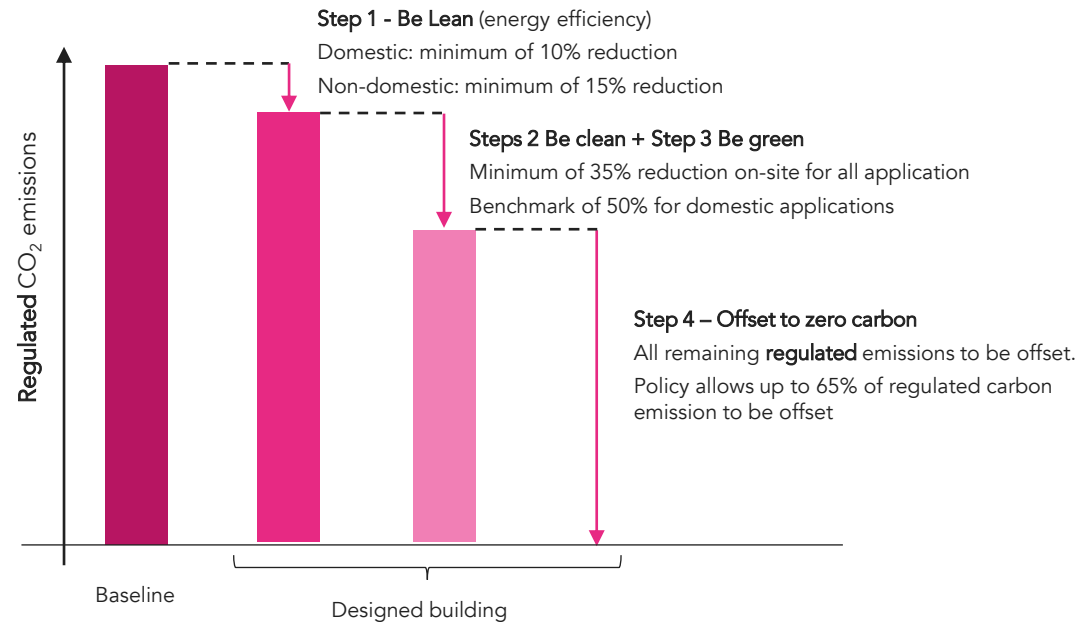 Step 1 - Be Lean (energy efficiency)
Domestic: minimum of 10% reduction
Non-domestic: minimum of 15% reduction
Steps 2 Be clean + Step 3 Be green
Minimum of 35% reduction on-site for all application
Benchmark of 50% for domestic applications
Regulated CO2 emissions
Step 4 – Offset to zero carbon
All remaining regulated emissions to be offset.
Policy allows up to 65% of regulated carbon
emission to be offset
Baseline
Designed building